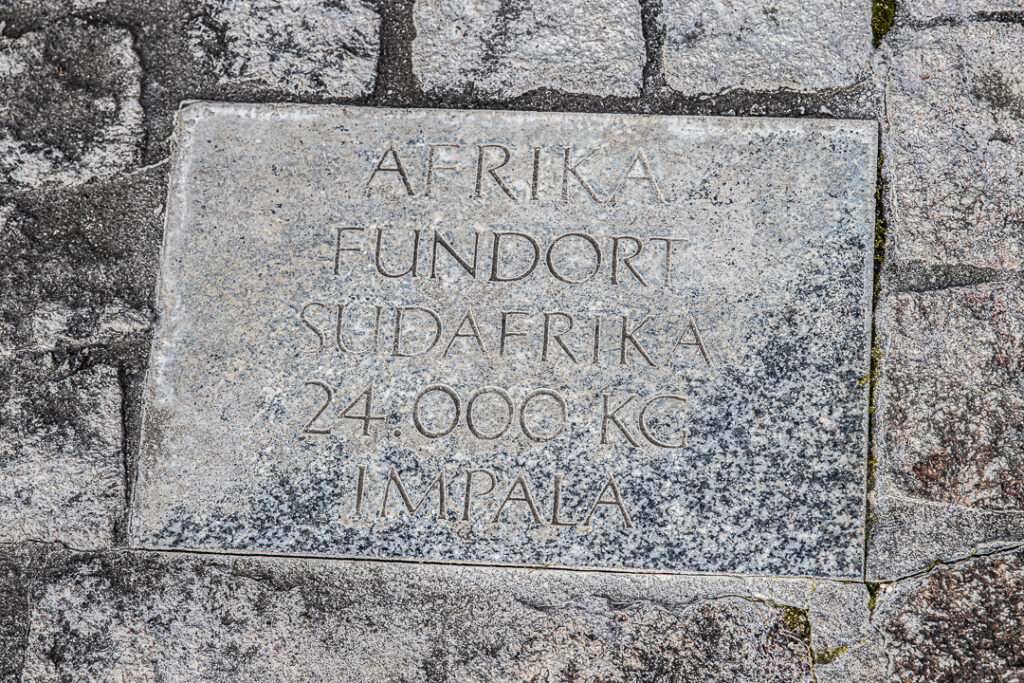 AFRIKA
FUNDORT
SUDAFRIKA
24.000 KG
IMPALA